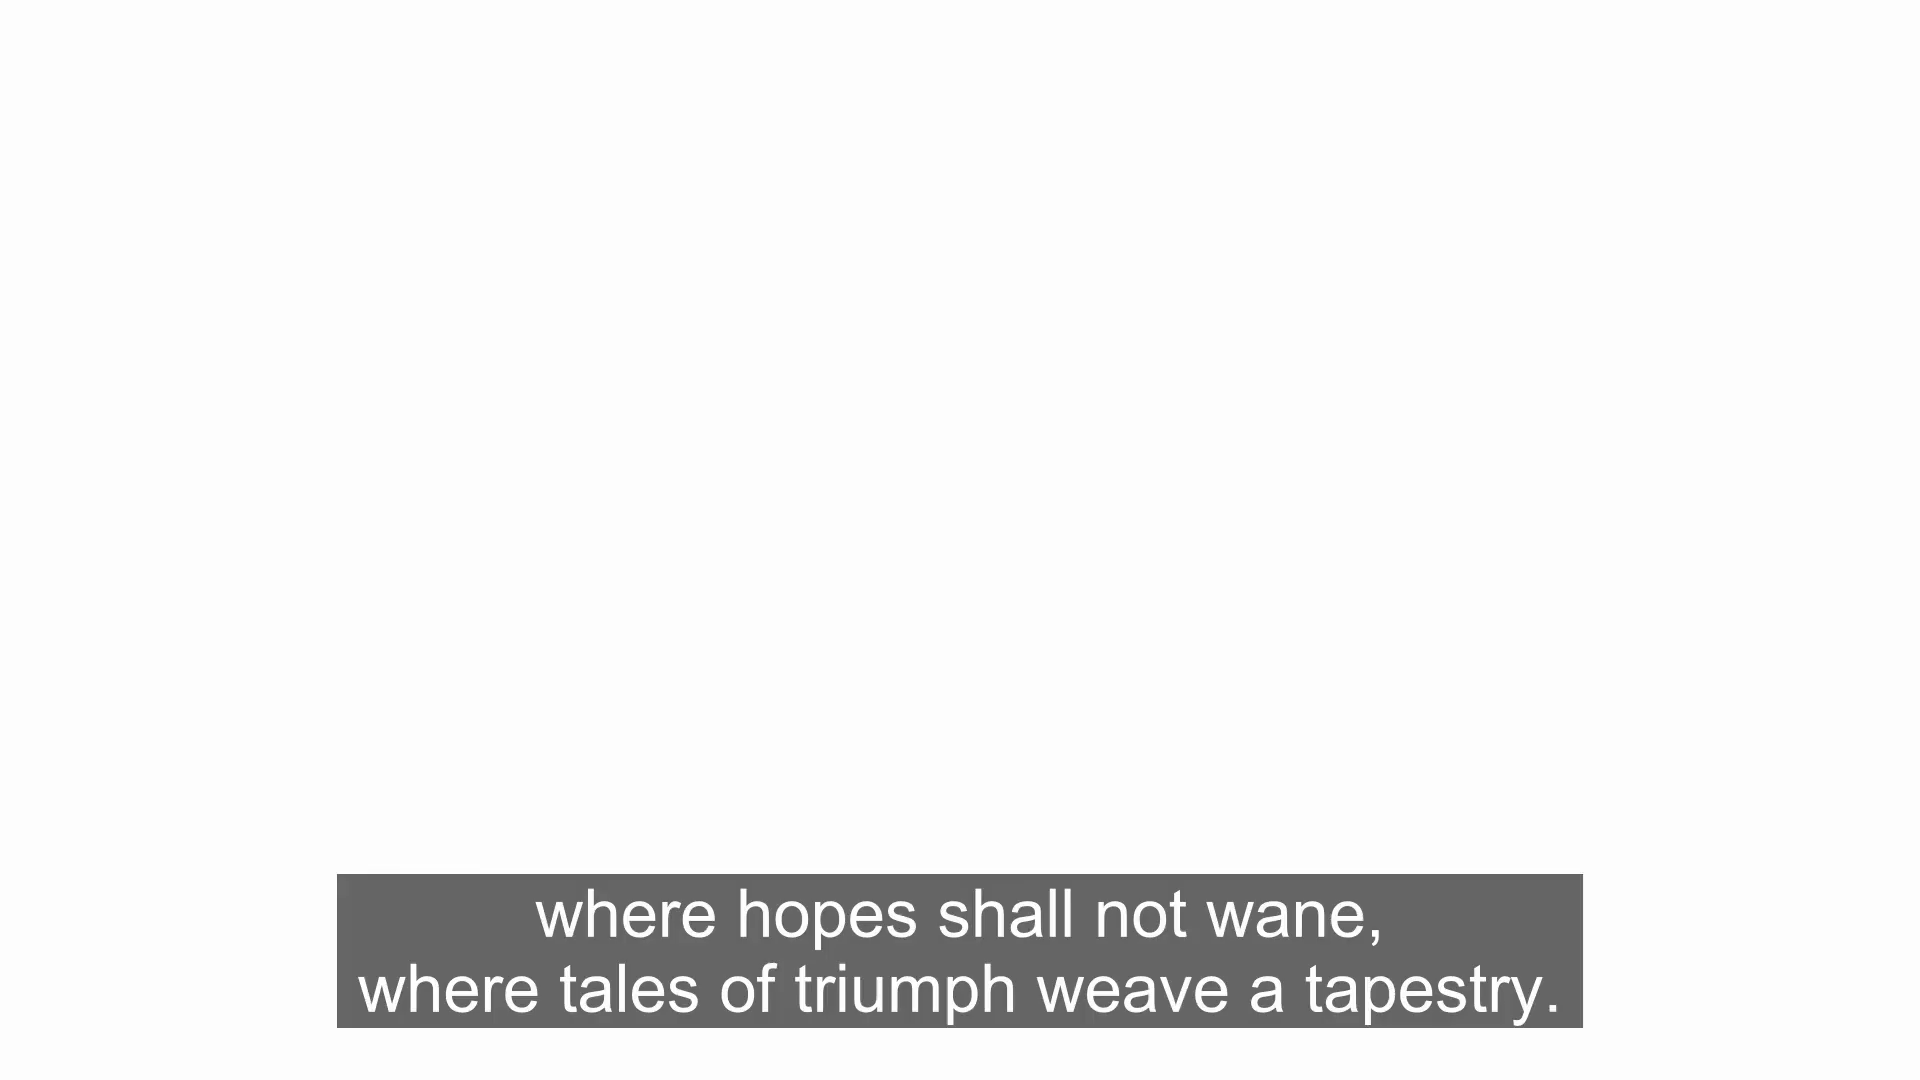 where hopes shall not wane,
where tales of triumph weave a tapestry.